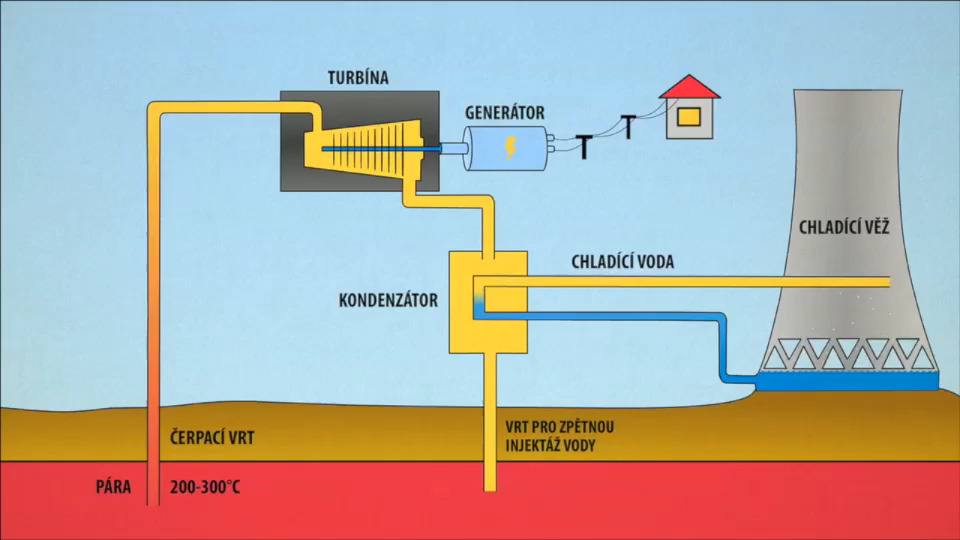 TURBÍNA
GENERÁTOR
CHLADÍCÍ VĚŽ
CHLADÍCÍ VODA
KONDENZÁTOR
ČERPACÍ VRT
VRT PRO ZPĚTNOU
INJEKTÁŽ VODY
PÁRA 200-300°C